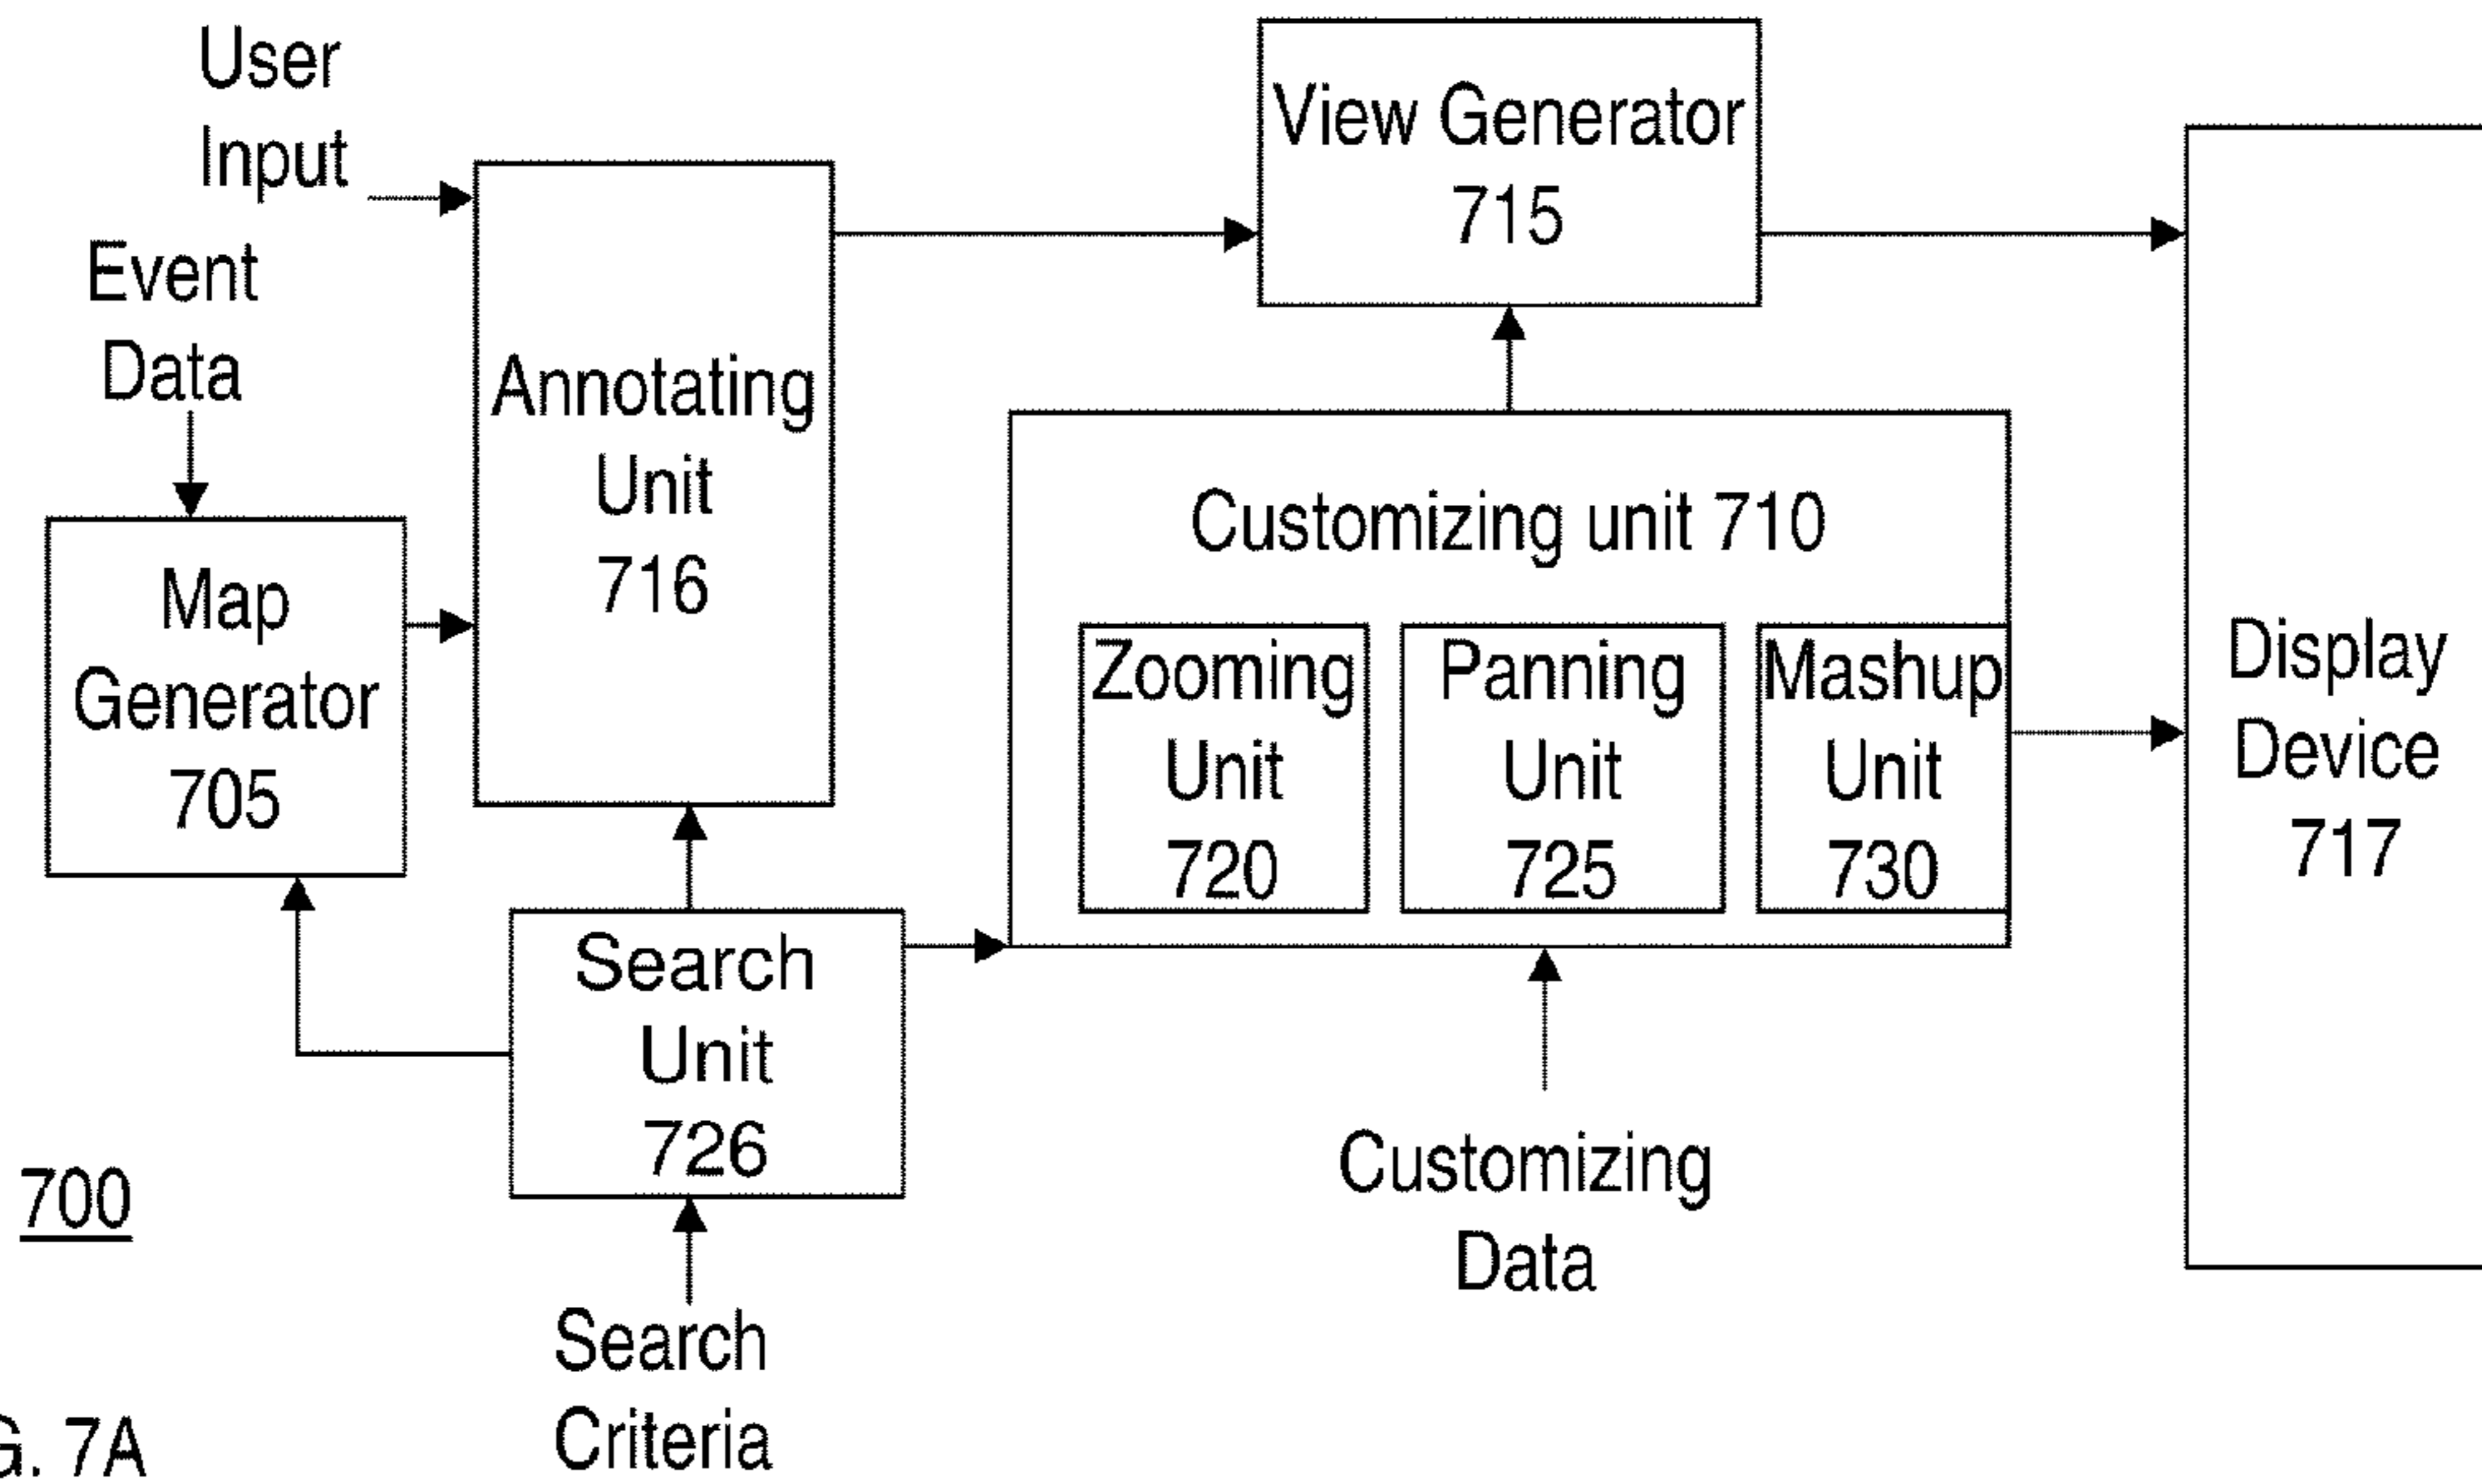 User
Input
Event
Data
Map
Generator
705
Annotating
Unit
716
View Generator
715
Customizing unit 710
Zooming
Unit
720
Panning
Unit
725
Mashup
Unit
730
Display
Device
717
Search
Unit
726
Customizing
Data
Search
Criteria
700
G. 7A